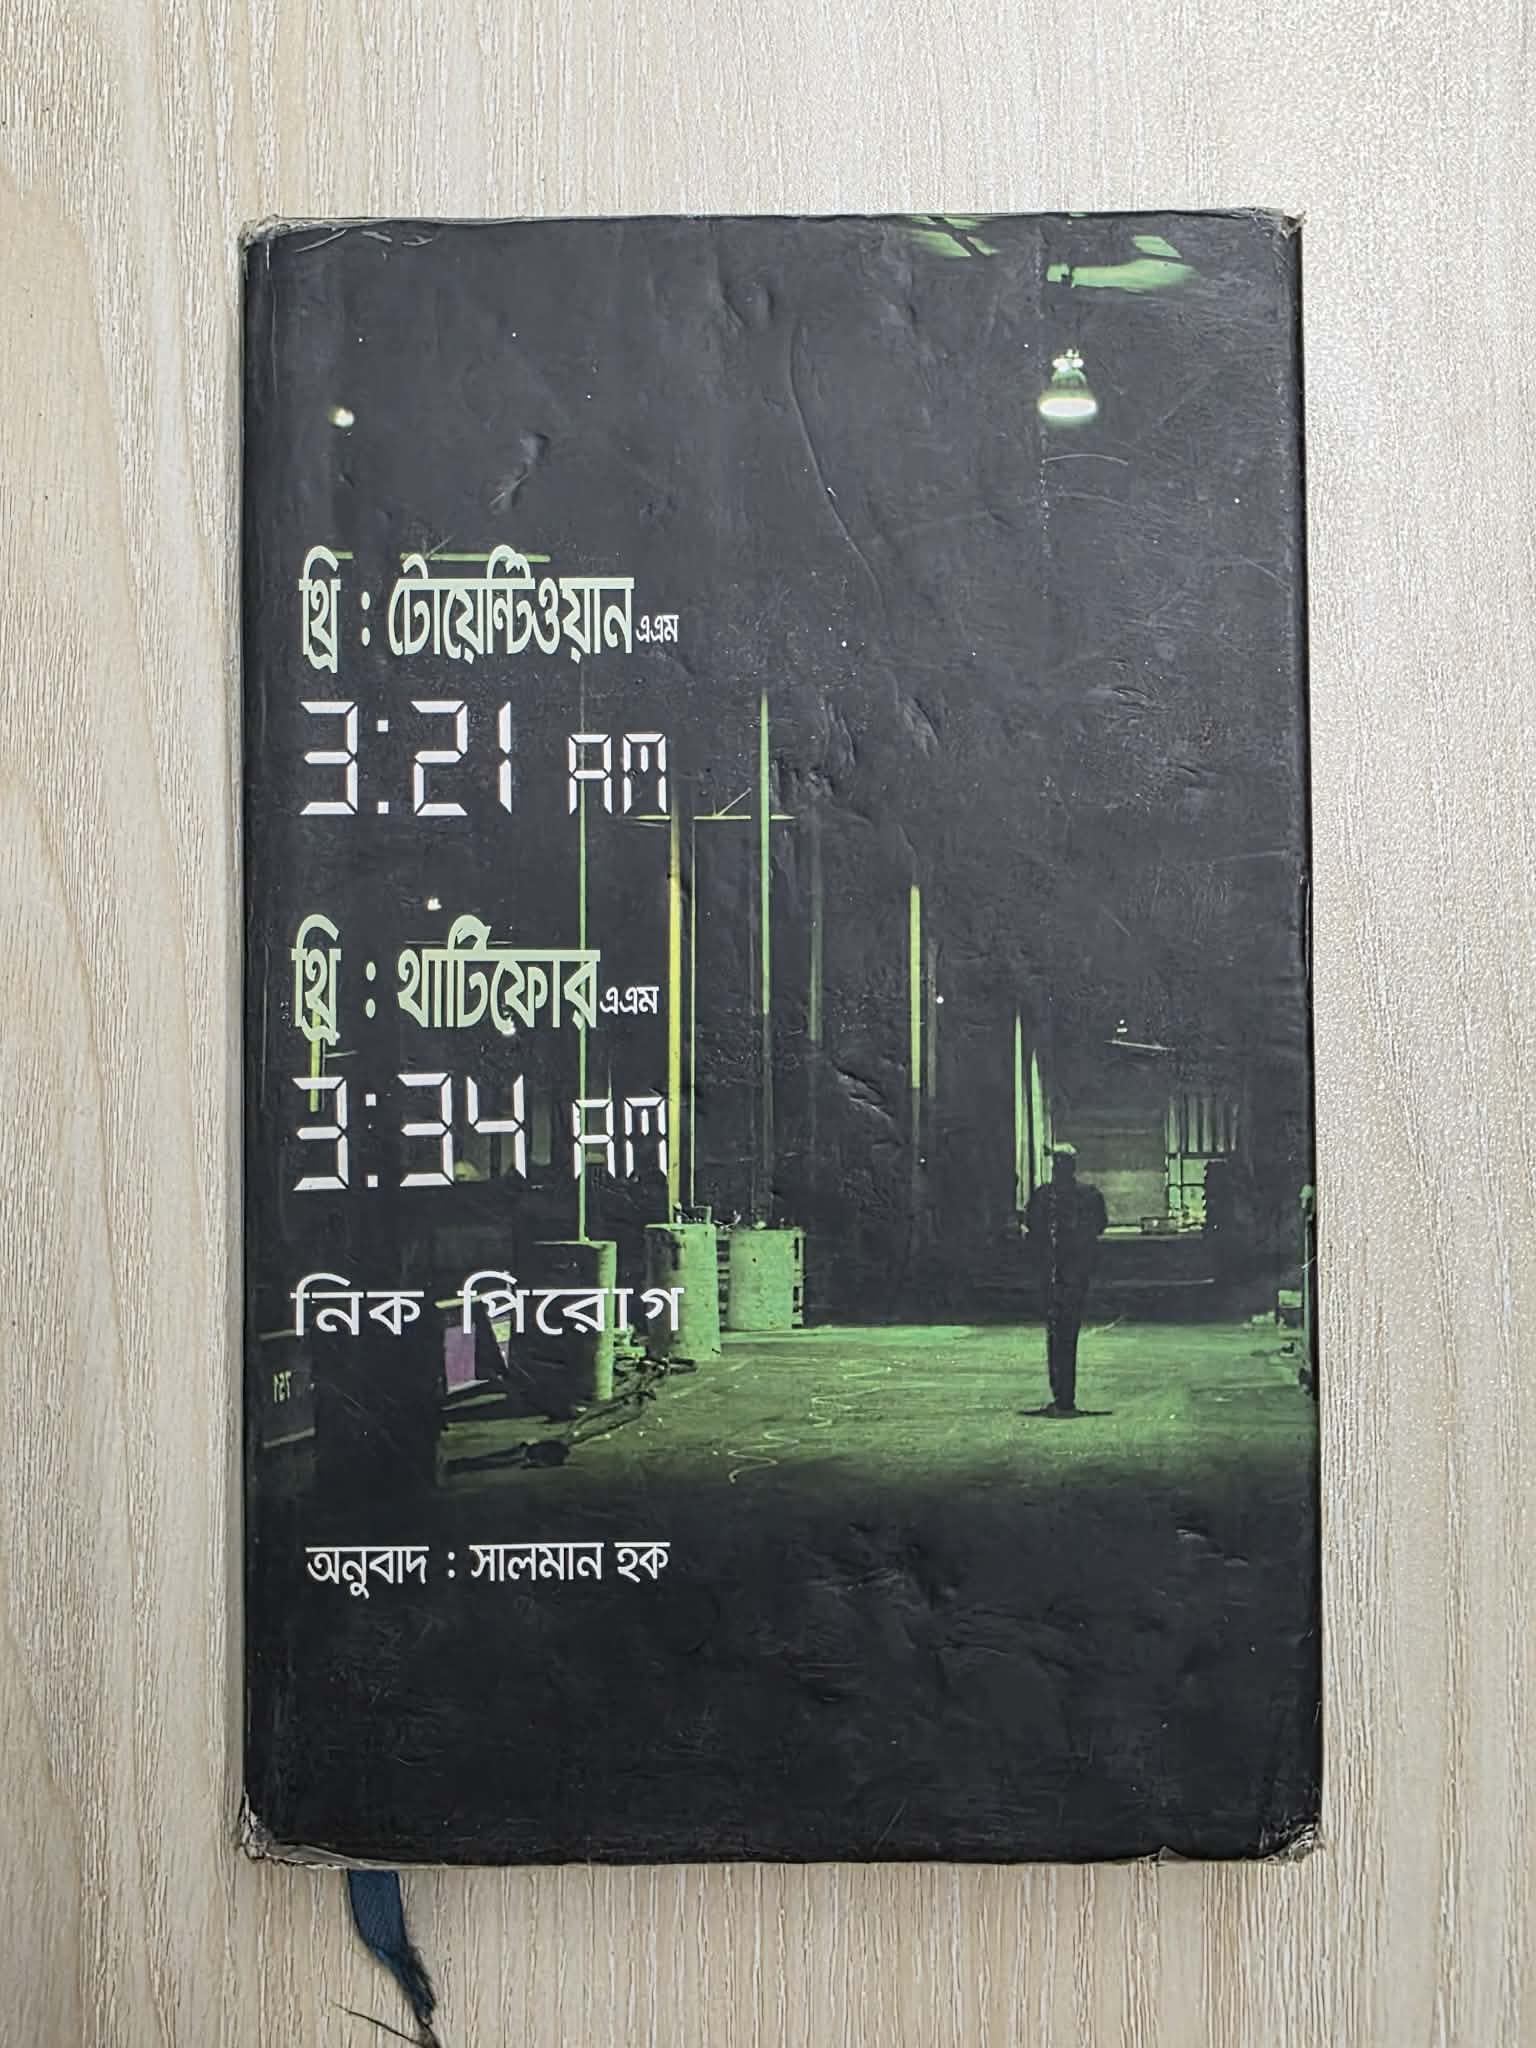 থ্রি : টোয়েন্টিওয়ান এএম
3:21 AM
থ্রি : থার্টিফোর এএম
3:34 AM
নিক পিরোগ
অনুবাদ : সালমান হক